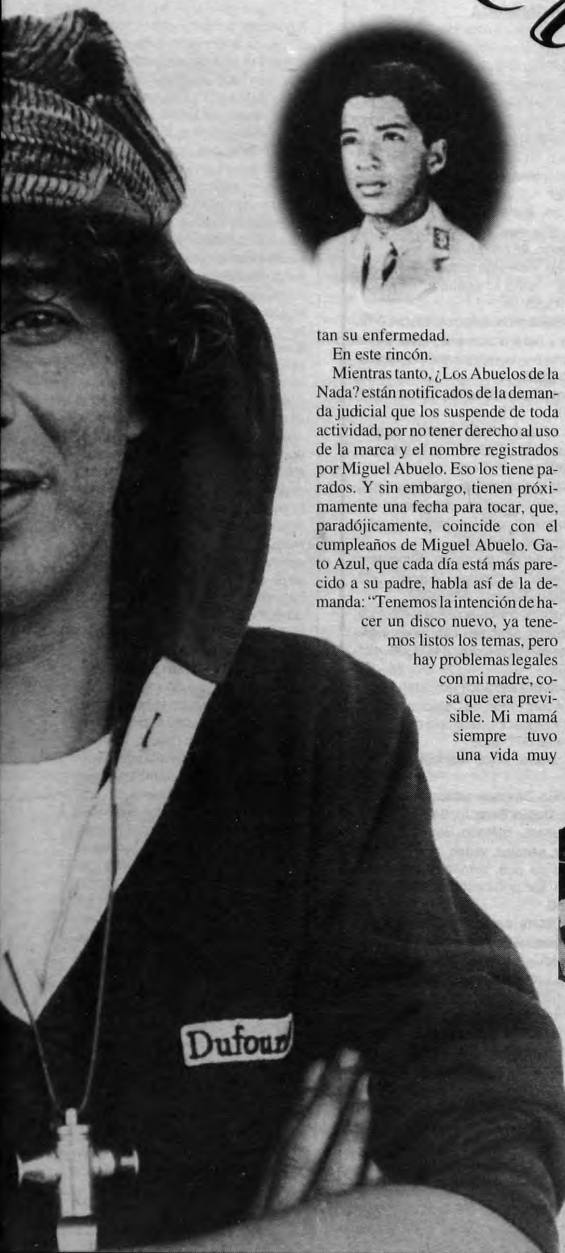 tan su enfermedad.
En este rincón.
Mientras tanto, ¿Los Abuelos de la
Nada? están notificados de la deman-
da judicial que los suspende de toda
actividad, por no tener derecho al uso
de la marca y el nombre registrados
por Miguel Abuelo. Eso los tiene pa-
rados. Y sin embargo, tienen próxi-
mamente una fecha para tocar, que,
paradójicamente, coincide con el
cumpleaños de Miguel Abuelo. Ga-
to Azul, que cada día está más pare-
cido a su padre, habla así de la de-
manda: “Tenemos la intención de ha-
cer un disco nuevo, ya tene-
mos listos los temas, pero
hay problemas legales
con mi madre, co-
sa que era previ-
sible. Mi mamá
siempre tuvo
una vida muy
Dufour